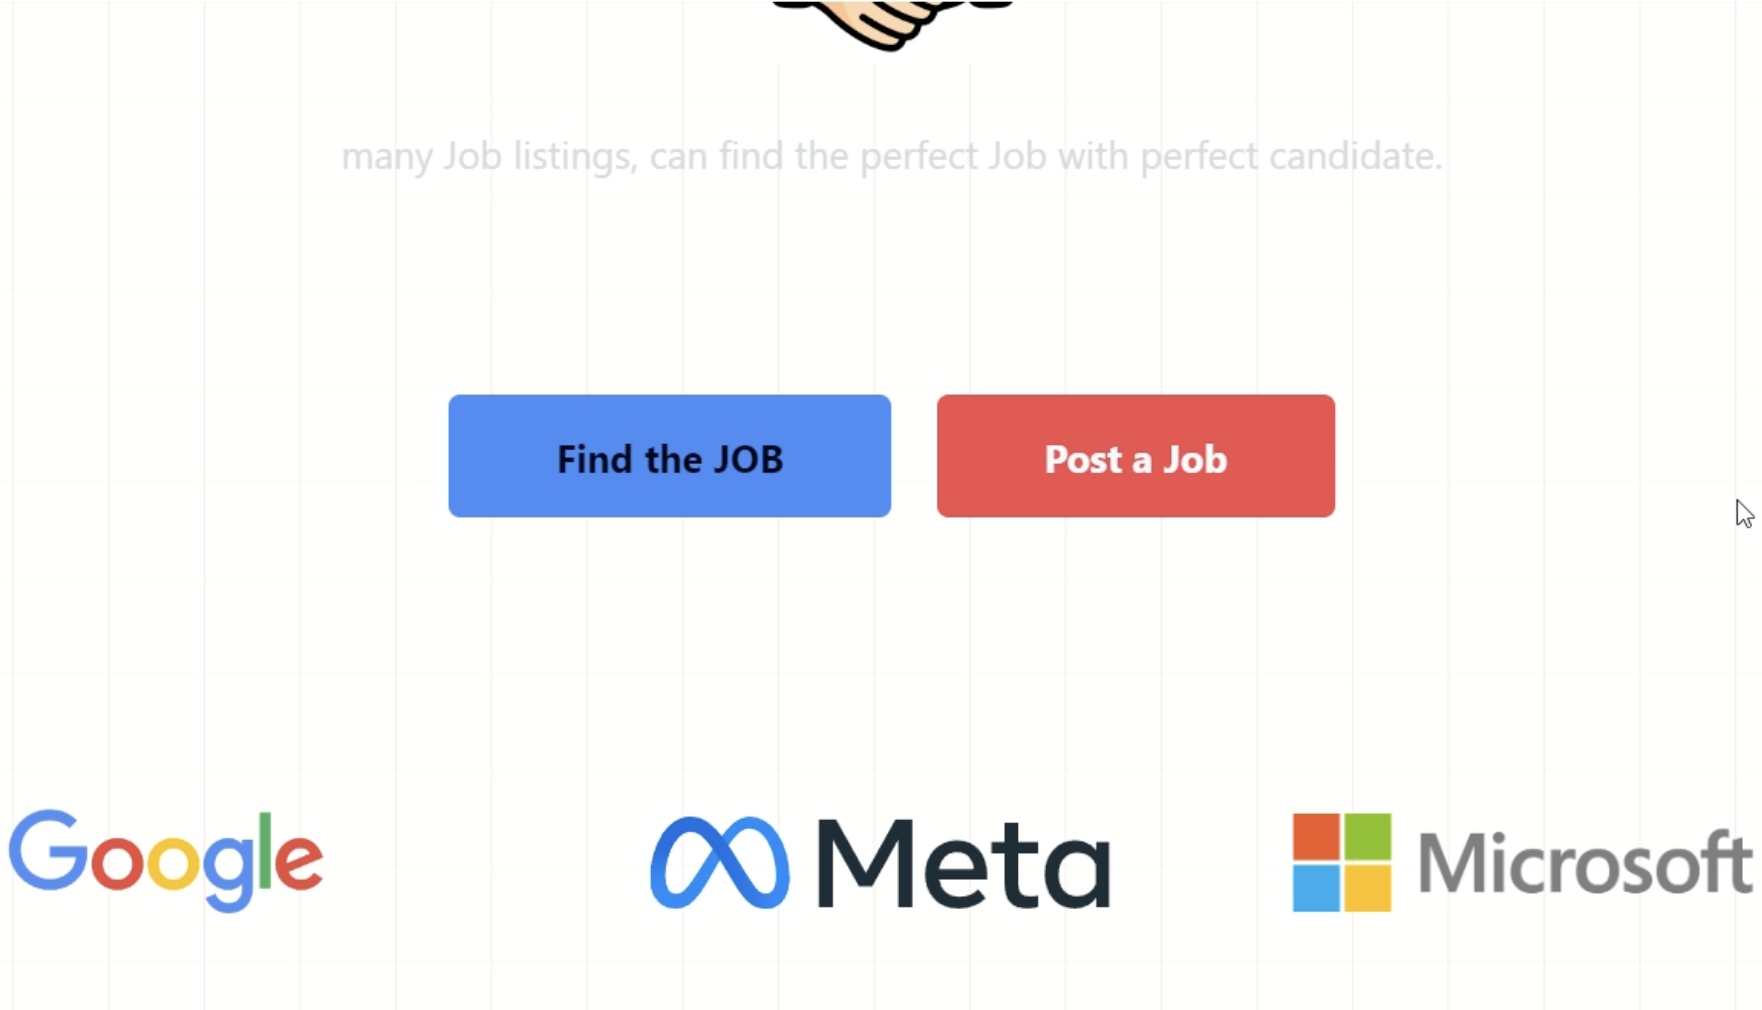 many Job listings, can find the perfect Job with perfect candidate.
Find the JOB
Post a Job
Google
Meta
Microsoft